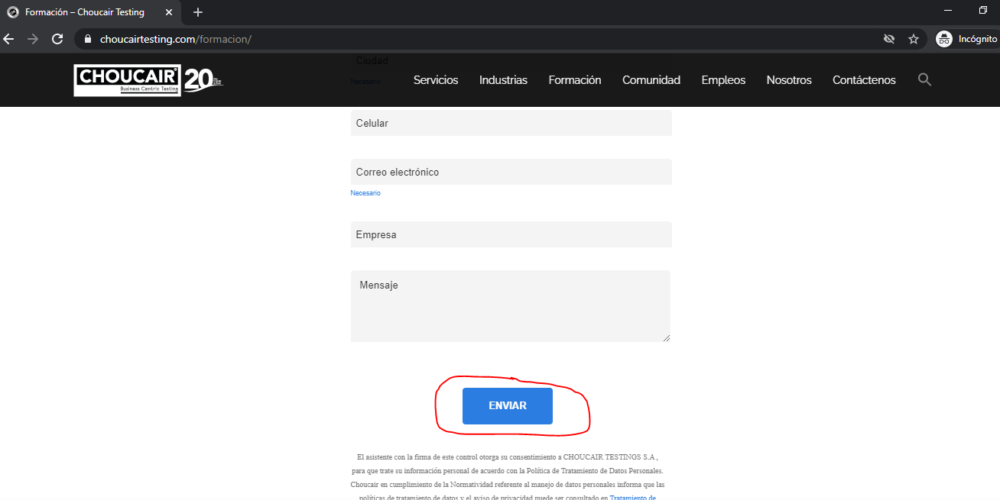 Formación – Choucair Testing
choucairtesting.com/formacion/
Incógnito
Ciudad
Necesario
CHOUCAIR
Business Centric Testing
20
Servicios Industrias Formación Comunidad Empleos Nosotros Contáctenos
Celular
Correo electrónico
Necesario
Empresa
Mensaje
ENVIAR
El asistente con la firma de este control otorga su consentimiento a CHOUCAIR TESTINGS S.A ,
para que trate su información personal de acuerdo con la Política de Tratamiento de Datos Personales.
Choucair en cumplimiento de la Normatividad referente al manejo de datos personales informa que las
políticas de tratamiento de datos y el aviso de privacidad puede ser consultado en Tratamiento de